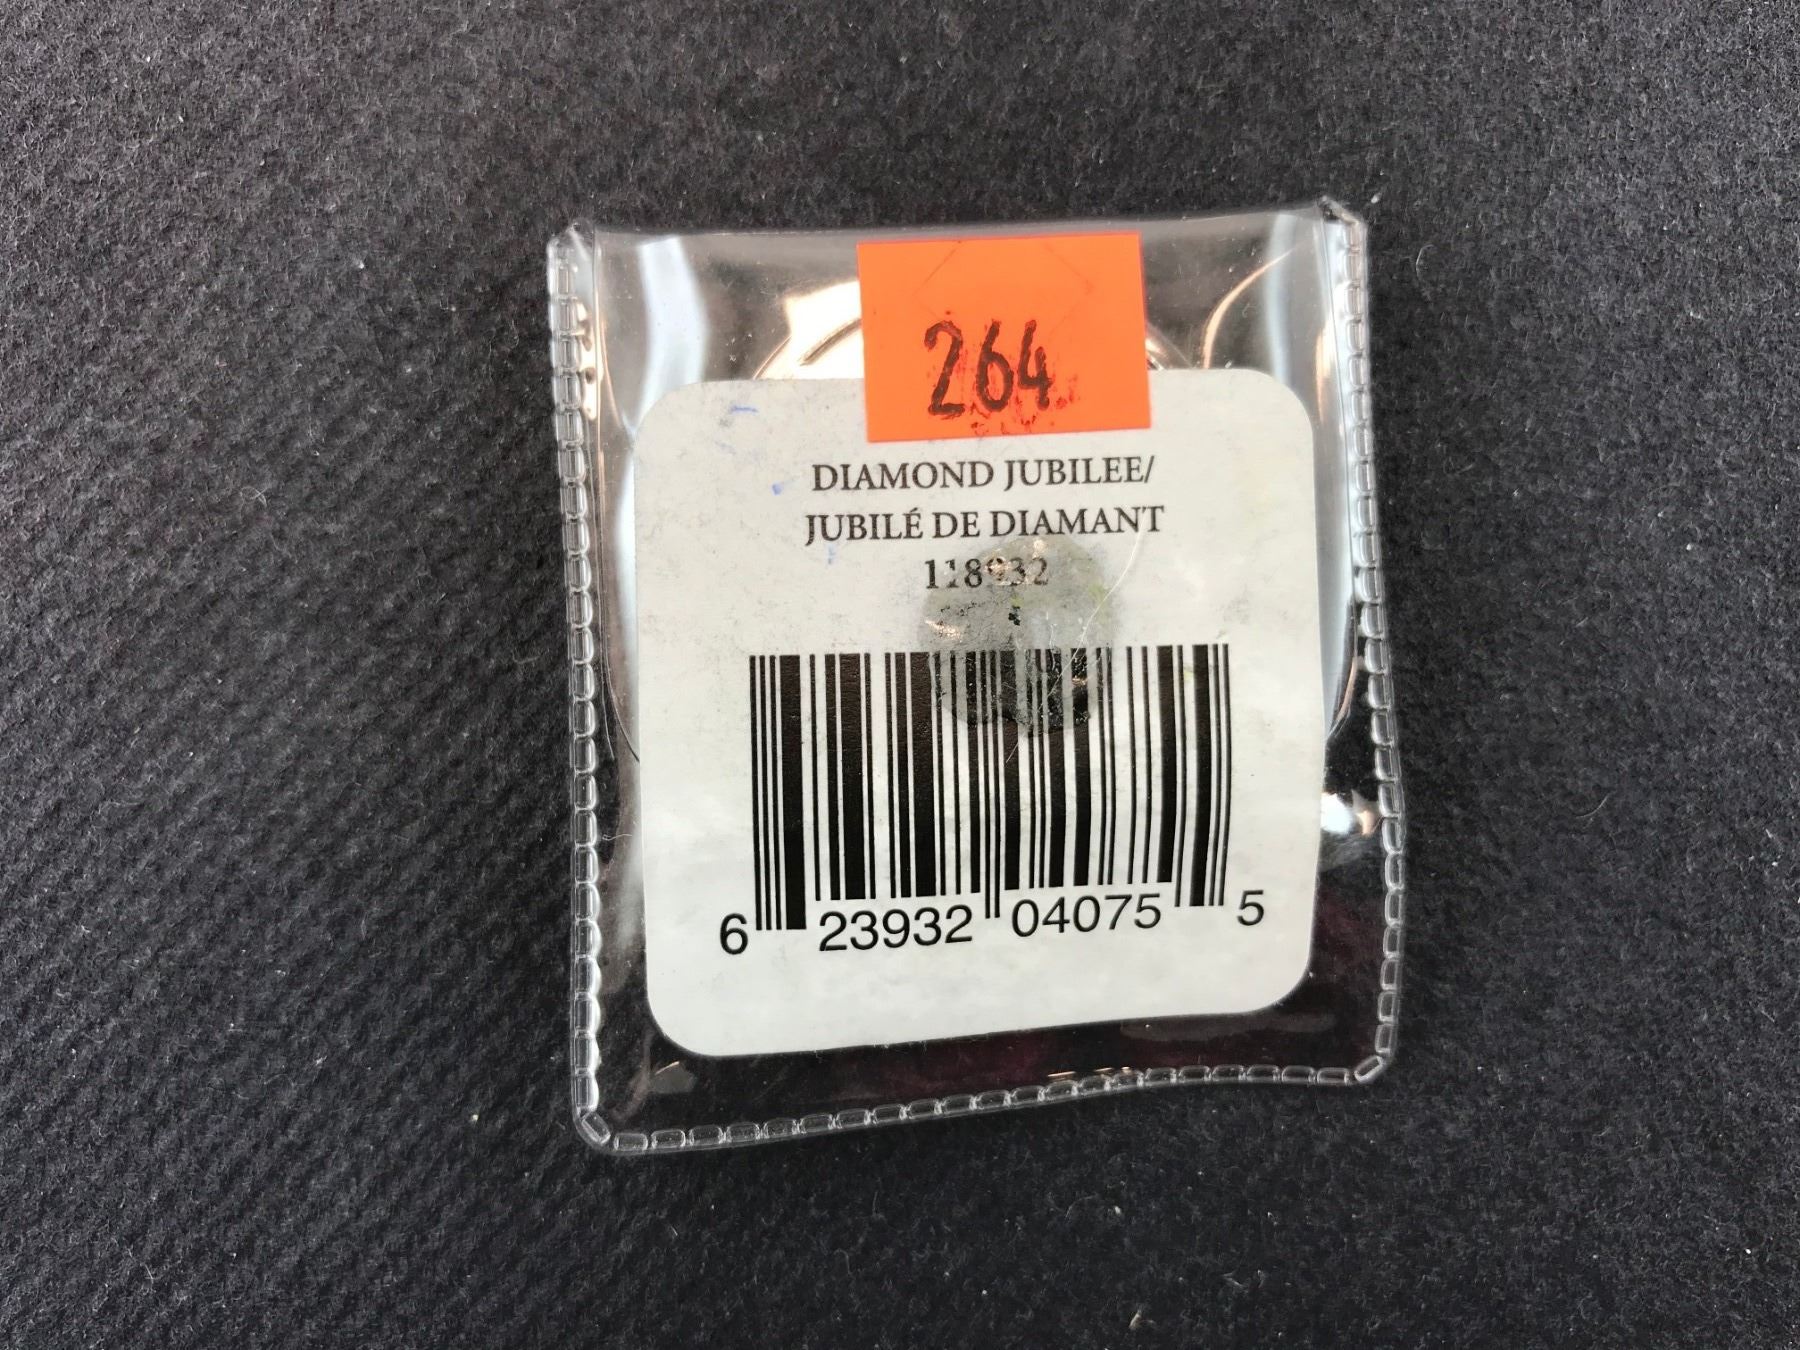 264
DIAMOND JUBILEE/
JUBILÉ DE DIAMANT
118932
6 23932 04075 5